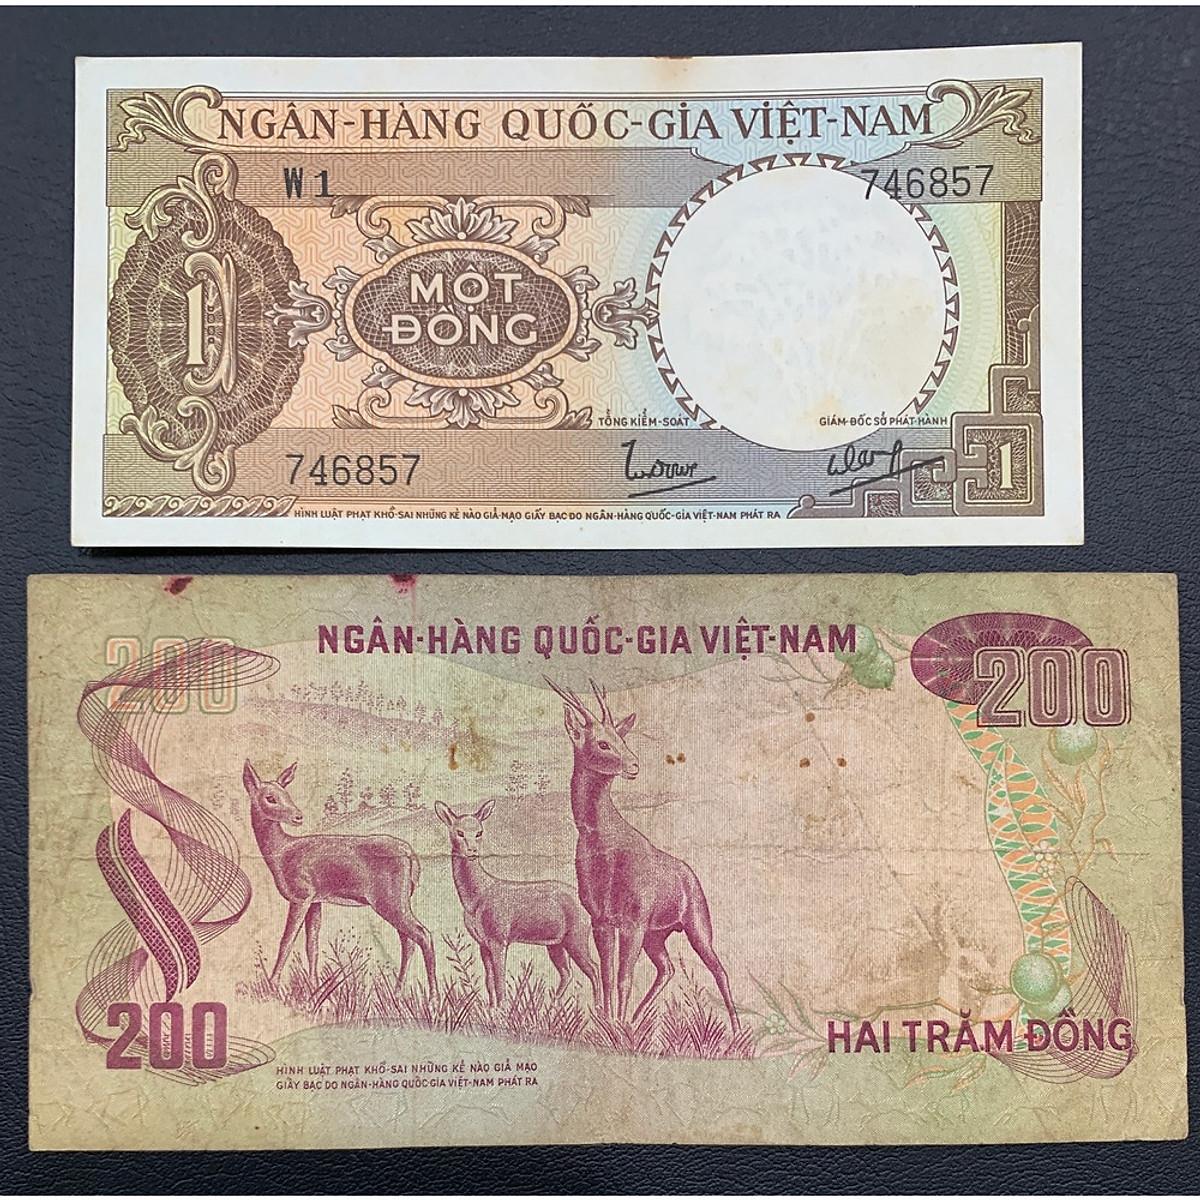 NGÂN-HÀNG QUỐC-GIA VIỆT-NAM
W 1
746857
1
MỘT
ĐỒNG
TỔNG KIỂM-SOÁT
GIÁM-ĐỐC SỞ PHÁT-HÀNH
746857
1
HÌNH LUẬT PHẠT KHỔ-SAI NHỮNG KẺ NÀO GIẢ-MẠO GIẤY BẠC DO NGÂN-HÀNG QUỐC-GIA VIỆT-NAM PHÁT RA
NGÂN-HÀNG QUỐC-GIA VIỆT-NAM
200
200
200
HAI TRĂM ĐỒNG
HÌNH LUẬT PHẠT KHỔ-SAI NHỮNG KẺ NÀO GIẢ MẠO
GIẤY BẠC DO NGÂN-HÀNG QUỐC-GIA VIỆT-NAM PHÁT RA